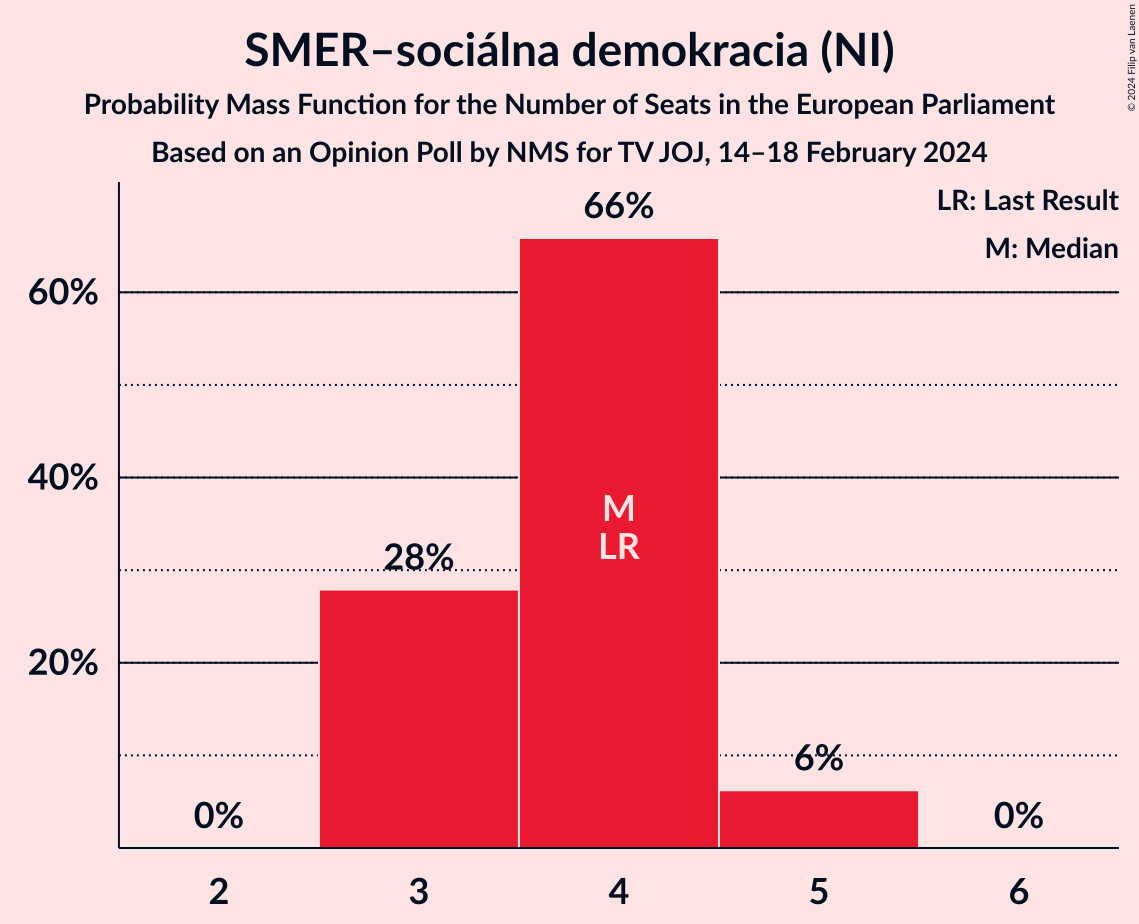 SMER–sociálna demokracia (NI)
Probability Mass Function for the Number of Seats in the European Parliament
Based on an Opinion Poll by NMS for TV JOJ, 14–18 February 2024
© 2024 Filip van Laenen
LR: Last Result
M: Median
66%
60%
40%
M
LR
28%
20%
6%
0%
0%
2 3 4 5 6